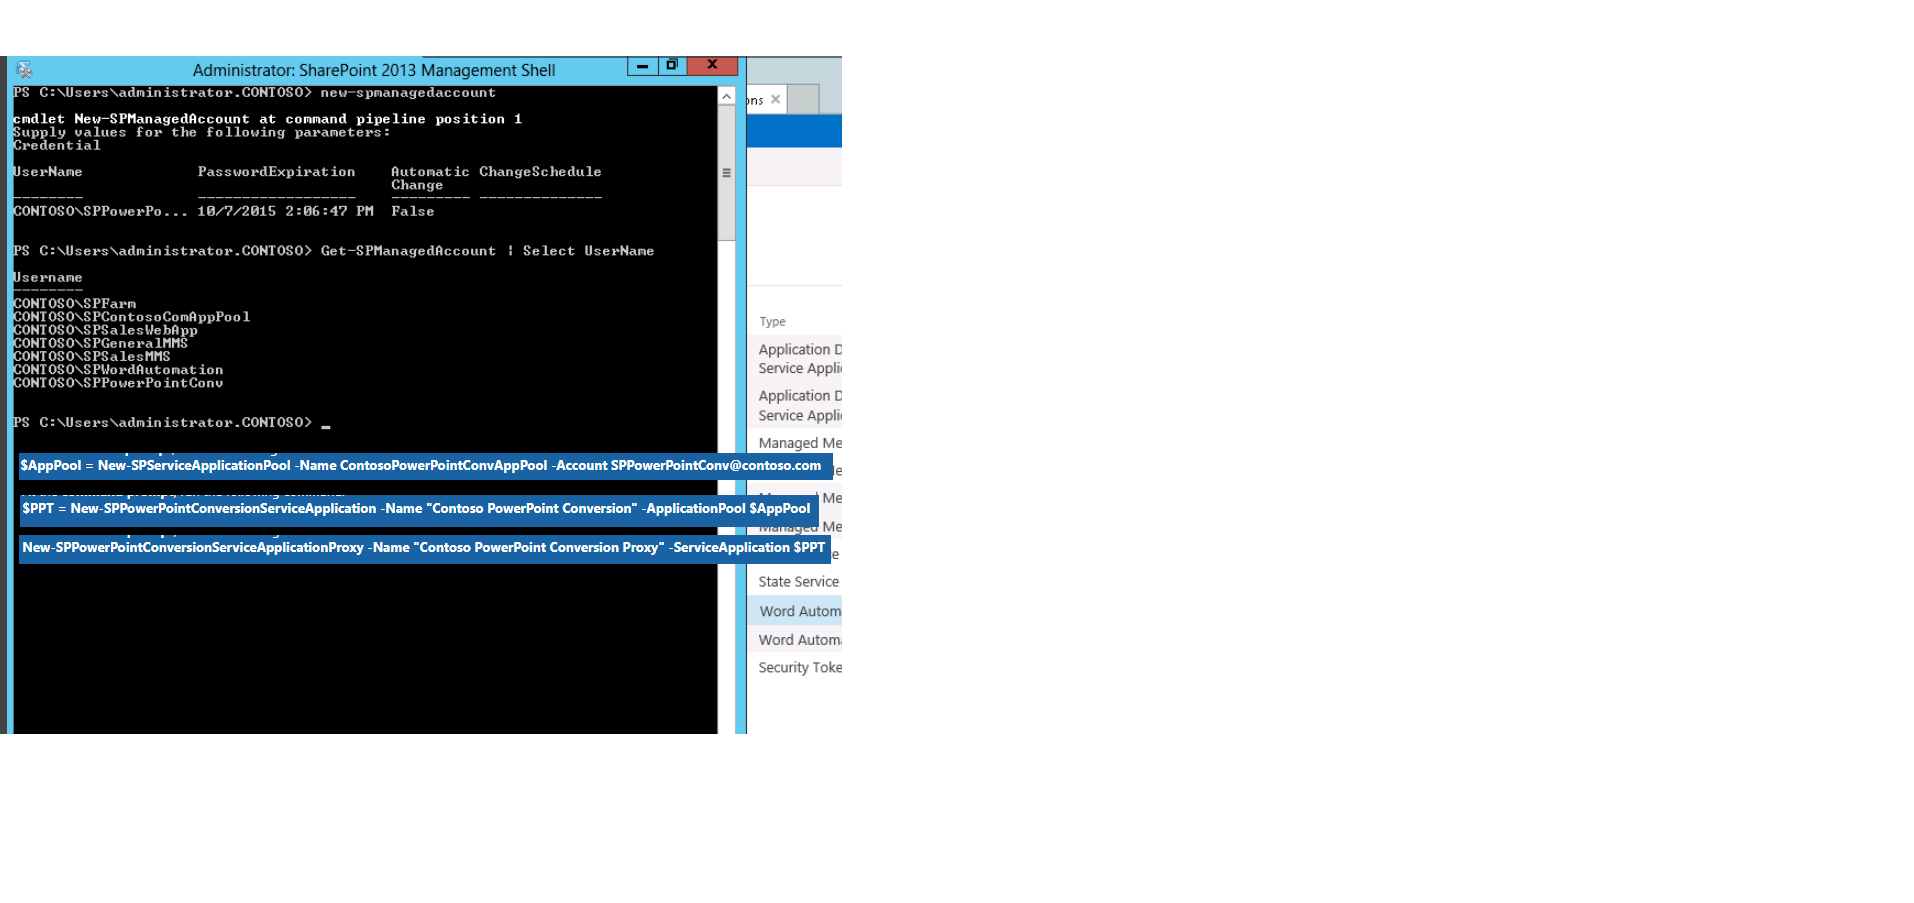 Administrator: SharePoint 2013 Management Shell
PS C:\Users\administrator.CONTOSO> new-spmanagedaccount
cmdlet New-SPManagedAccount at command pipeline position 1
Supply values for the following parameters:
Credential
UserName PasswordExpiration Automatic ChangeSchedule
Change
-------- ------------------ --------- --------------
CONTOSO\SPPowerPo... 10/7/2015 2:06:47 PM False
PS C:\Users\administrator.CONTOSO> Get-SPManagedAccount | Select UserName
Username
--------
CONTOSO\SPFarm
CONTOSO\SPContosoComAppPool
CONTOSO\SPSalesWebApp
CONTOSO\SPGeneralMMS
CONTOSO\SPSalesMMS
CONTOSO\SPWordAutomation
CONTOSO\SPPowerPointConv
PS C:\Users\administrator.CONTOSO> _
$AppPool = New-SPServiceApplicationPool -Name ContosoPowerPointConvAppPool -Account SPPowerPointConv@contoso.com
$PPT = New-SPPowerPointConversionServiceApplication -Name "Contoso PowerPoint Conversion" -ApplicationPool $AppPool
New-SPPowerPointConversionServiceApplicationProxy -Name "Contoso PowerPoint Conversion Proxy" -ServiceApplication $PPT
ons
Type
Application D
Service Appli
Application D
Service Appli
Managed Me
Me
Managed Me
State Service
Word Autom
Word Automa
Security Toke